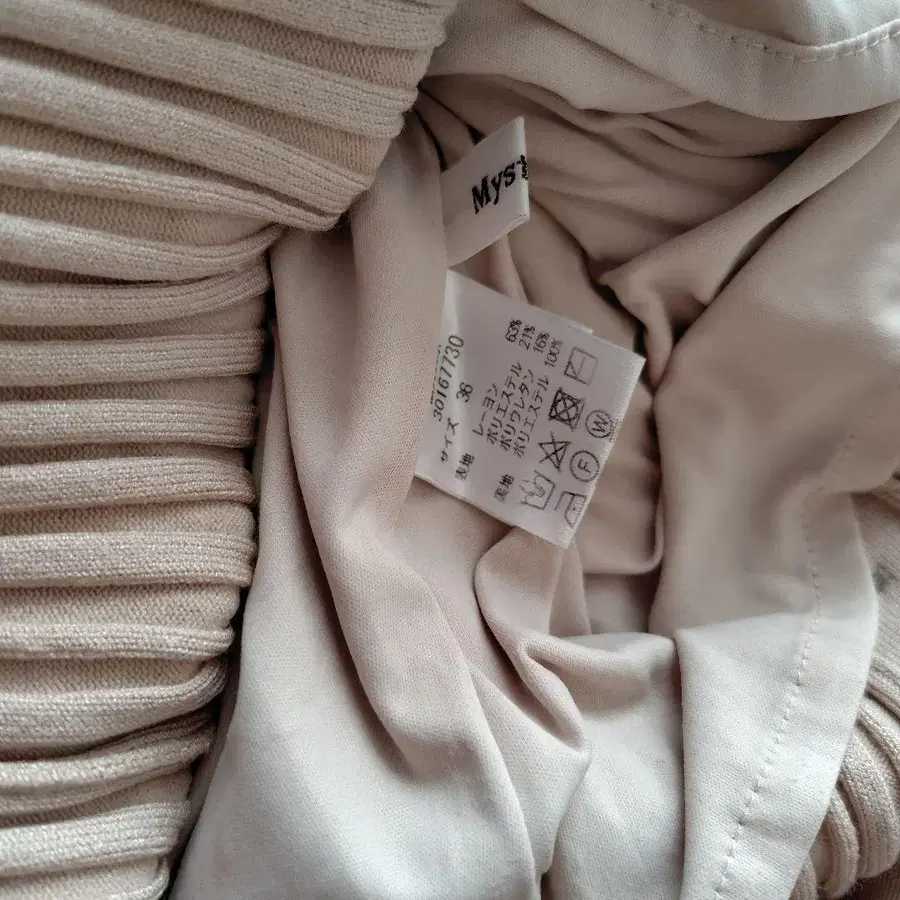 Mys
30167730
サイズ 36
表地 レーヨン 63%
ポリエステル 21%
ポリウレタン 16%
裏地 ポリエステル 100%
F
W